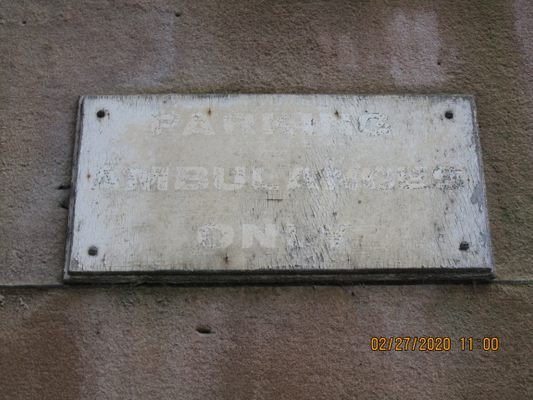 PARKING
AMBULANCES
ONLY
02/27/2020 11:00